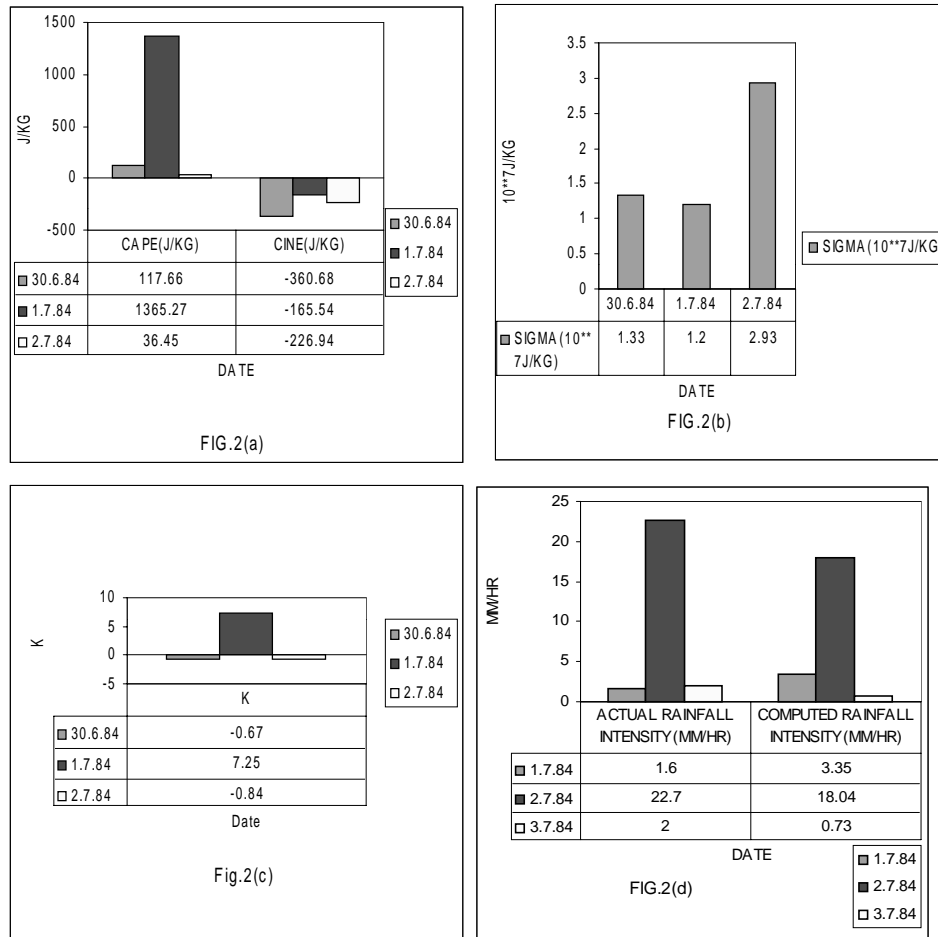 1500
1000
500
0
-500
J/KG
CAPE(J/KG) CINE(J/KG)
30.6.84 117.66 -360.68
1.7.84 1365.27 -165.54
2.7.84 36.45 -226.94
DATE
30.6.84
1.7.84
2.7.84
FIG.2(a)
3.5
3
2.5
2
1.5
1
0.5
0
10**7J/KG
30.6.84 1.7.84 2.7.84
SIGMA(10**
7J/KG) 1.33 1.2 2.93
DATE
SIGMA(10**7J/KG
FIG.2(b)
10
5
0
-5
K
K
30.6.84 -0.67
1.7.84 7.25
2.7.84 -0.84
Date
30.6.84
1.7.84
2.7.84
Fig.2(c)
25
20
15
10
5
0
MM/HR
ACTUAL RAINFALL COMPUTED RAINFALL
INTENSITY(MM/HR) INTENSITY(MM/HR)
1.7.84 1.6 3.35
2.7.84 22.7 18.04
3.7.84 2 0.73
DATE
1.7.84
2.7.84
3.7.84
FIG.2(d)